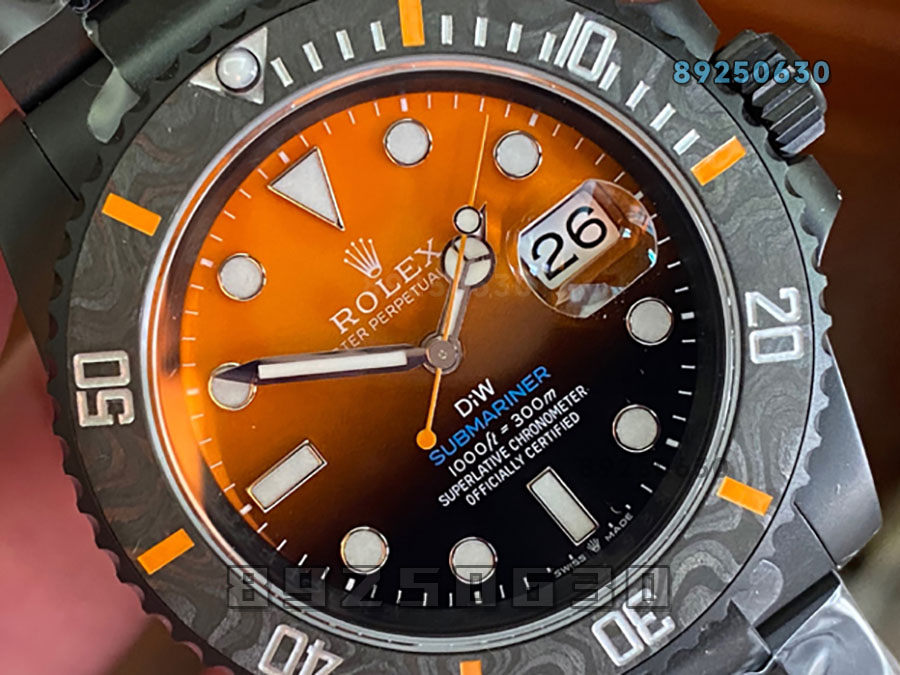 89250630
10
26
ROLEX
PERPETUAL
20
50
DiW
SUBMARINER
1000ft = 300m
SUPERLATIVE CHRONOMETER
OFFICIALLY CERTIFIED
89250630
SWISS MADE
89250630
30
40